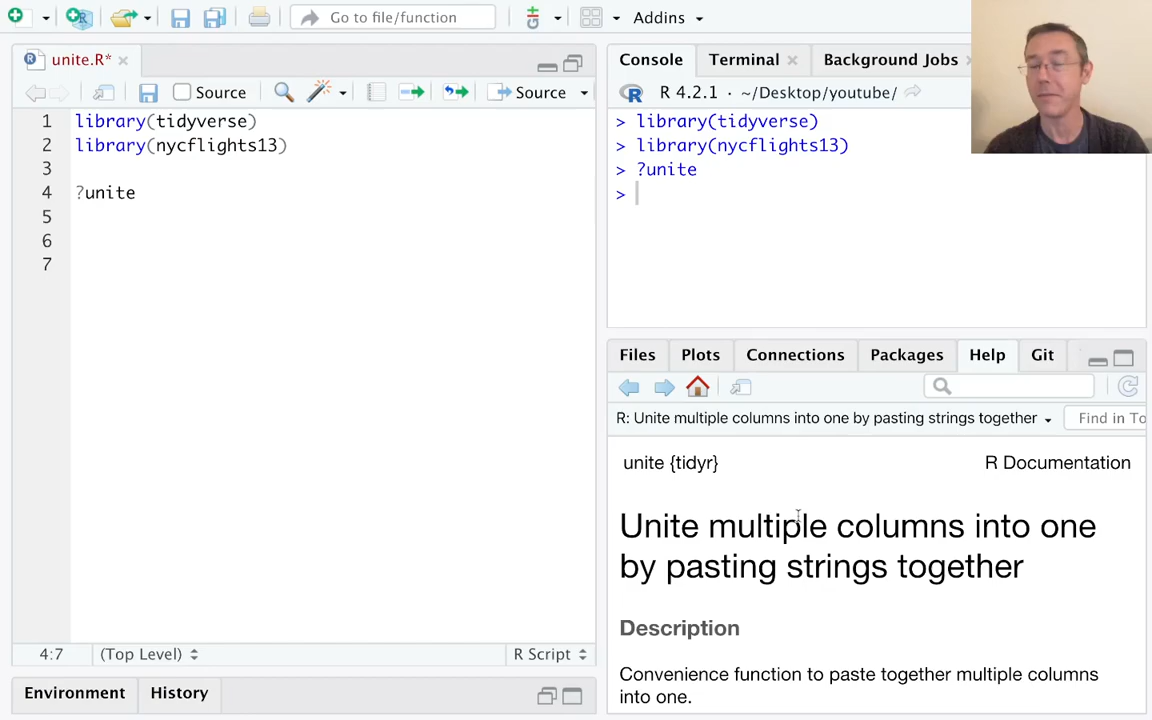 Go to file/function
Addins
unite.R*
Source
Source
1 library(tidyverse)
2 library(nycflights13)
3
4 ?unite
5
6
7
4:7 (Top Level) R Script
Environment History
Console Terminal Background Jobs
R 4.2.1 · ~/Desktop/youtube/
> library(tidyverse)
> library(nycflights13)
> ?unite
>
Files Plots Connections Packages Help Git
R: Unite multiple columns into one by pasting strings together Find in To
unite {tidyr} R Documentation
Unite multiple columns into one
by pasting strings together
Description
Convenience function to paste together multiple columns
into one.